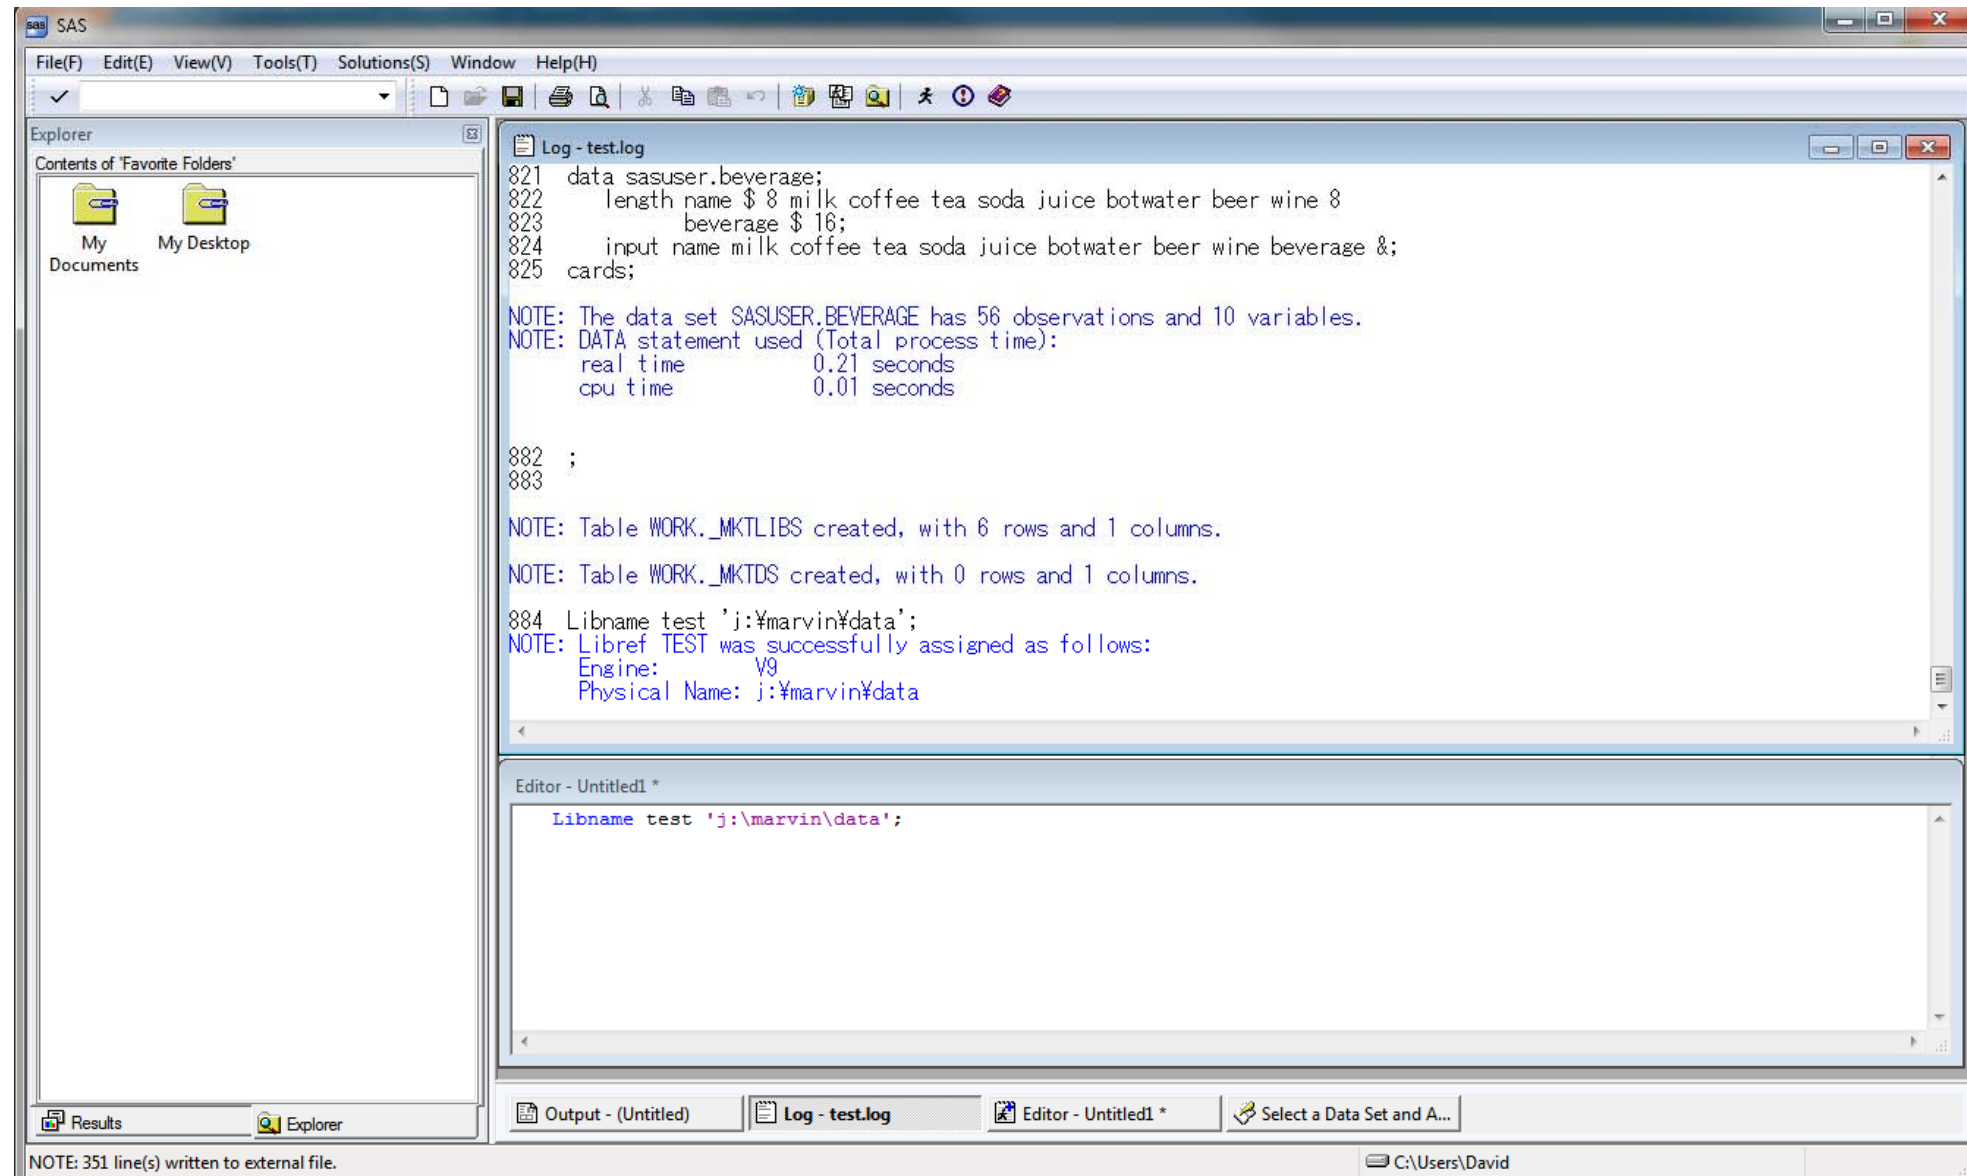 SAS
File(F) Edit(E) View(V) Tools(T) Solutions(S) Window Help(H)
Explorer
Contents of 'Favorite Folders'
My Documents
My Desktop
Log - test.log
821 data sasuser.beverage;
822 length name $ 8 milk coffee tea soda juice botwater beer wine 8
823 beverage $ 16;
824 input name milk coffee tea soda juice botwater beer wine beverage &;
825 cards;
NOTE: The data set SASUSER.BEVERAGE has 56 observations and 10 variables.
NOTE: DATA statement used (Total process time):
real time 0.21 seconds
cpu time 0.01 seconds
882 ;
883
NOTE: Table WORK._MKTLIBS created, with 6 rows and 1 columns.
NOTE: Table WORK._MKTDS created, with 0 rows and 1 columns.
884 Libname test 'j:¥marvin¥data';
NOTE: Libref TEST was successfully assigned as follows:
Engine: V9
Physical Name: j:¥marvin¥data
Editor - Untitled1 *
Libname test 'j:\marvin\data';
Results
Explorer
Output - (Untitled)
Log - test.log
Editor - Untitled1 *
Select a Data Set and A...
NOTE: 351 line(s) written to external file.
C:\Users\David